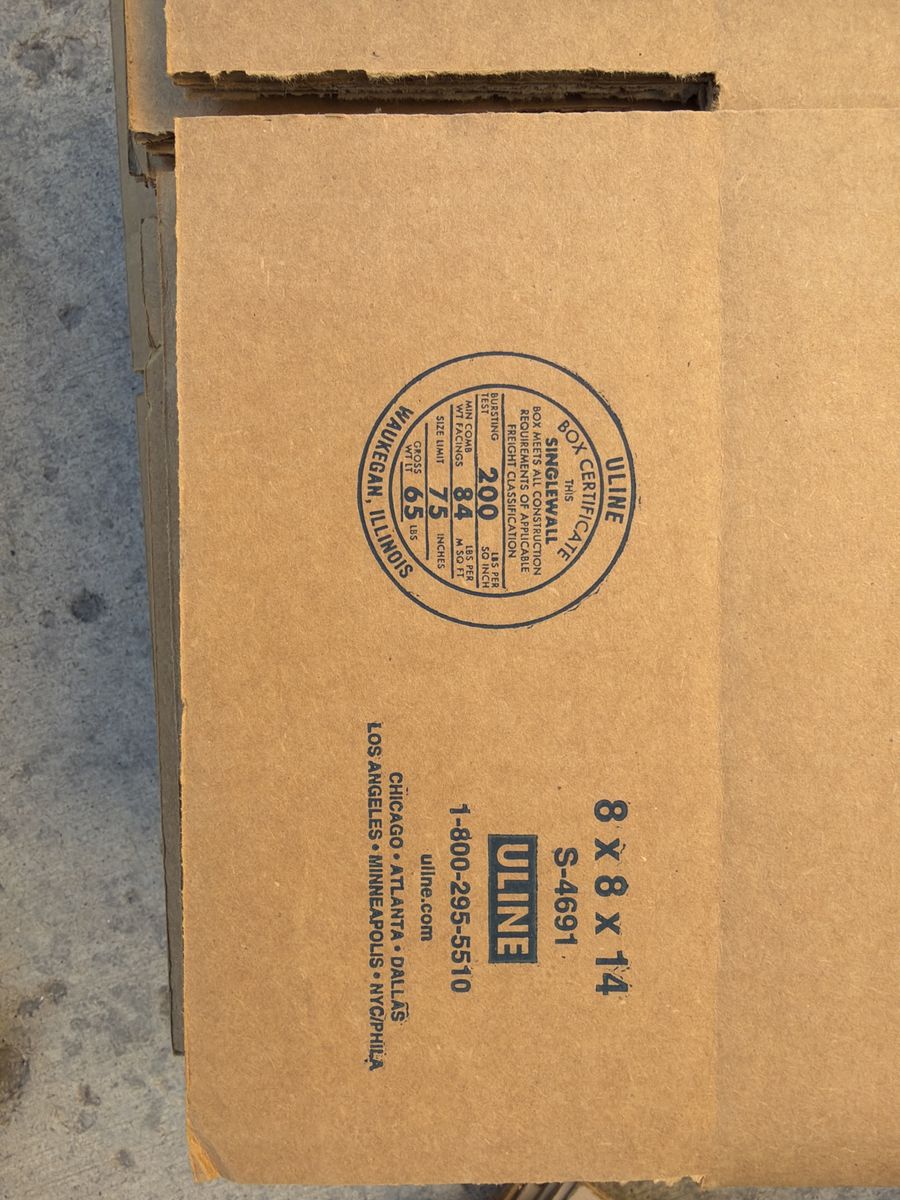 ULINE
BOX CERTIFICATE
THIS
SINGLEWALL
BOX MEETS ALL CONSTRUCTION
REQUIREMENTS OF APPLICABLE
FREIGHT CLASSIFICATION
BURSTING TEST 200 LBS PER SQ INCH
MIN COMB WT FACINGS 84 LBS PER M SQ FT
SIZE LIMIT 75 INCHES
GROSS WT LT 65 LBS
WAUKEGAN, ILLINOIS
8 x 8 x 14
S-4691
ULINE
1-800-295-5510
uline.com
CHICAGO • ATLANTA • DALLAS
LOS ANGELES • MINNEAPOLIS • NYC/PHILA